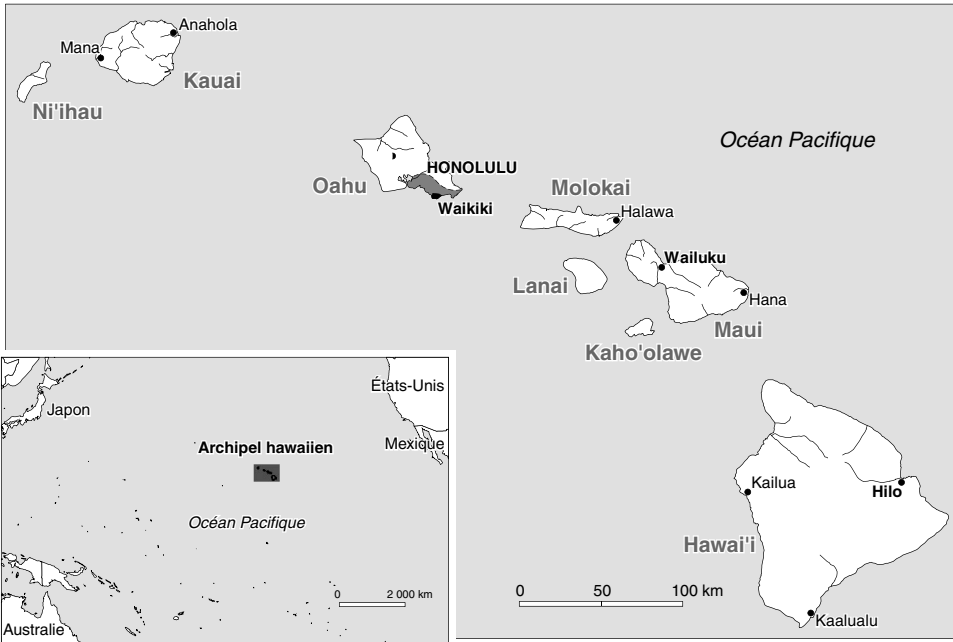 Anahola
Mana
Kauai
Ni'ihau
Océan Pacifique
HONOLULU
Oahu
Waikiki
Molokai
Halawa
Wailuku
Lanai
Hana
Maui
Kaho'olawe
États-Unis
Japon
Mexique
Archipel hawaiien
Océan Pacifique
0 2 000 km
Australie
Kailua
Hilo
Hawai'i
0 50 100 km
Kaalualu